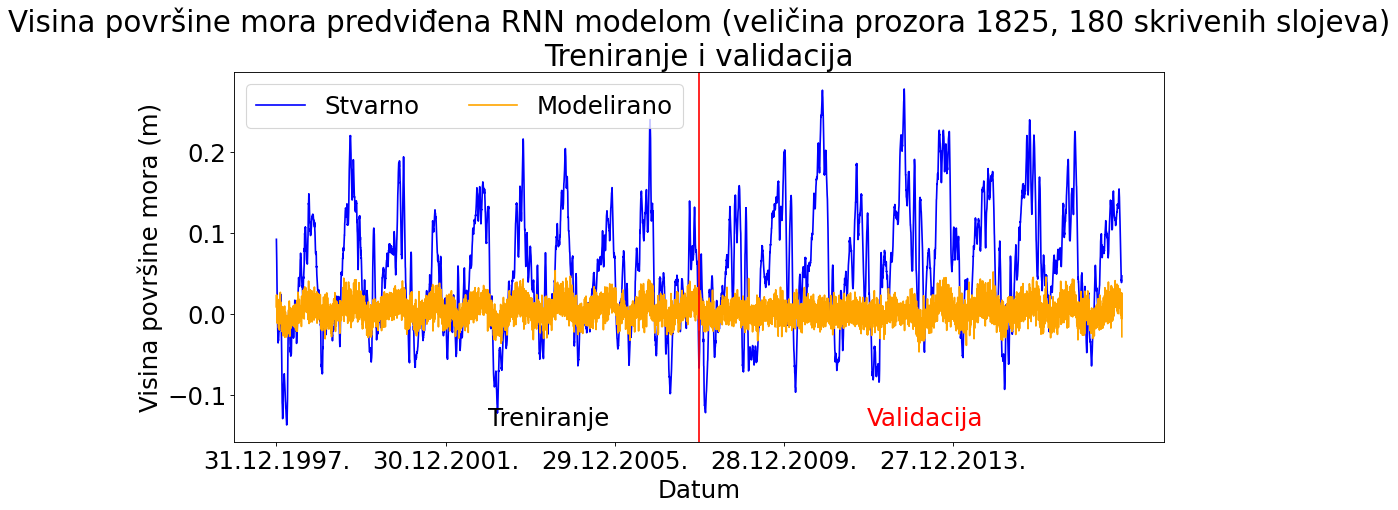 Visina površine mora predviđena RNN modelom (veličina prozora 1825, 180 skrivenih slojeva)
Treniranje i validacija
Stvarno
Modelirano
Visina površine mora (m)
0.2
0.1
0.0
−0.1
Treniranje
Validacija
31.12.1997.
30.12.2001.
29.12.2005.
28.12.2009.
27.12.2013.
Datum